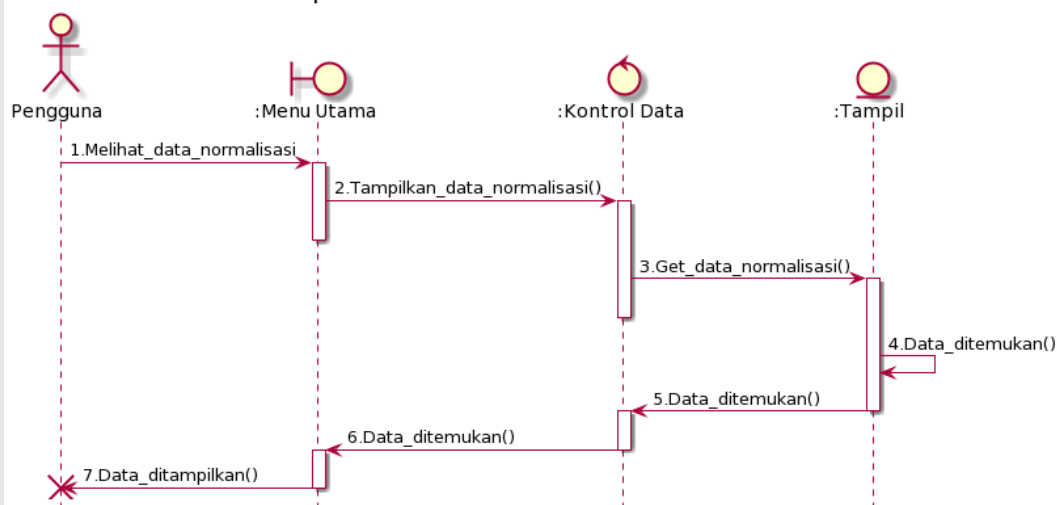 Pengguna
:Menu Utama
:Kontrol Data
:Tampil
1.Melihat_data_normalisasi
2.Tampilkan_data_normalisasi()
3.Get_data_normalisasi()
4.Data_ditemukan()
5.Data_ditemukan()
6.Data_ditemukan()
7.Data_ditampilkan()